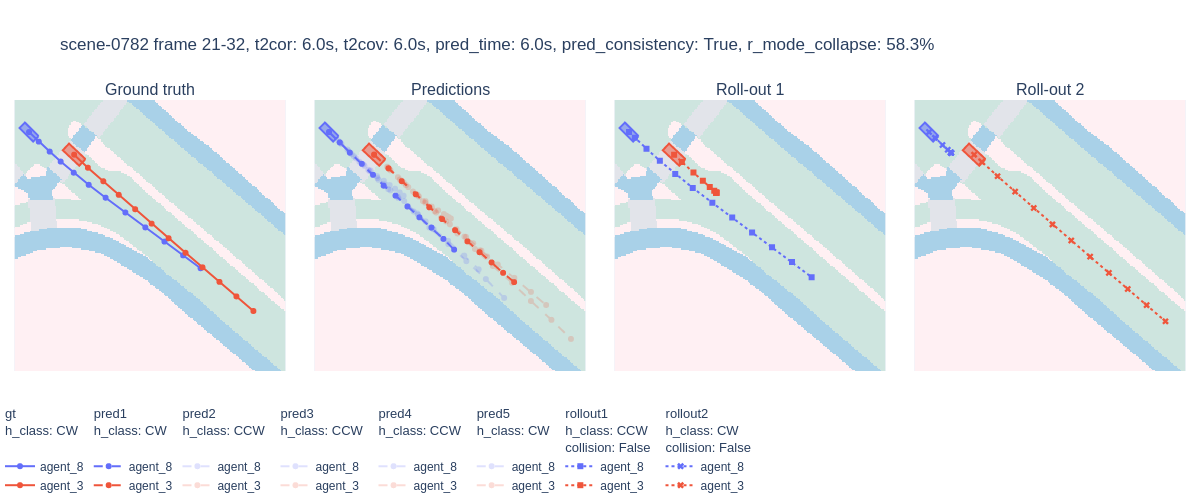 scene-0782 frame 21-32, t2cor: 6.0s, t2cov: 6.0s, pred_time: 6.0s, pred_consistency: True, r_mode_collapse: 58.3%
Ground truth Predictions Roll-out 1 Roll-out 2
gt pred1 pred2 pred3 pred4 pred5 rollout1 rollout2
h_class: CW h_class: CW h_class: CCW h_class: CCW h_class: CCW h_class: CW h_class: CCW h_class: CW
collision: False collision: False
agent_8 agent_8 agent_8 agent_8 agent_8 agent_8 agent_8 agent_8
agent_3 agent_3 agent_3 agent_3 agent_3 agent_3 agent_3 agent_3